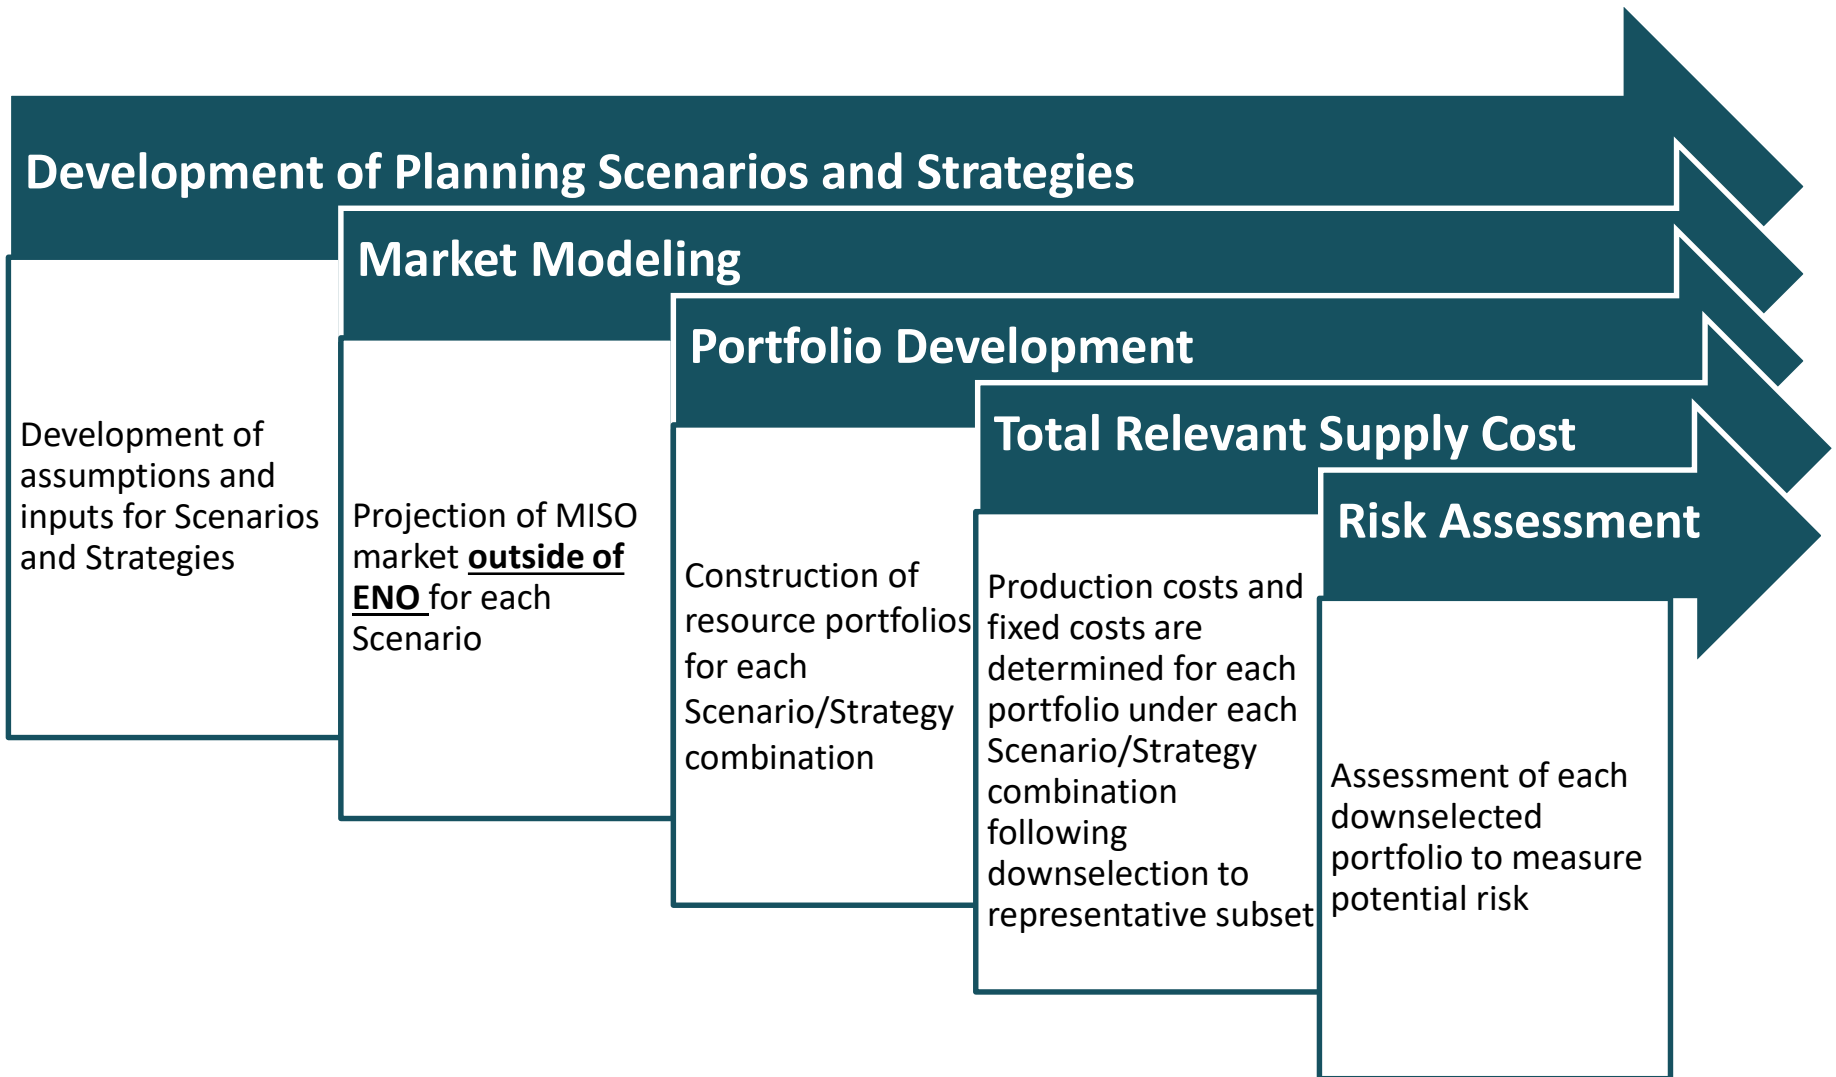 Development of Planning Scenarios and Strategies
Development of
assumptions and
inputs for Scenarios
and Strategies
Market Modeling
Projection of MISO
market outside of
ENO for each
Scenario
Portfolio Development
Construction of
resource portfolios
for each
Scenario/Strategy
combination
Total Relevant Supply Cost
Production costs and
fixed costs are
determined for each
portfolio under each
Scenario/Strategy
combination
following
downselection to
representative subset
Risk Assessment
Assessment of each
downselected
portfolio to measure
potential risk